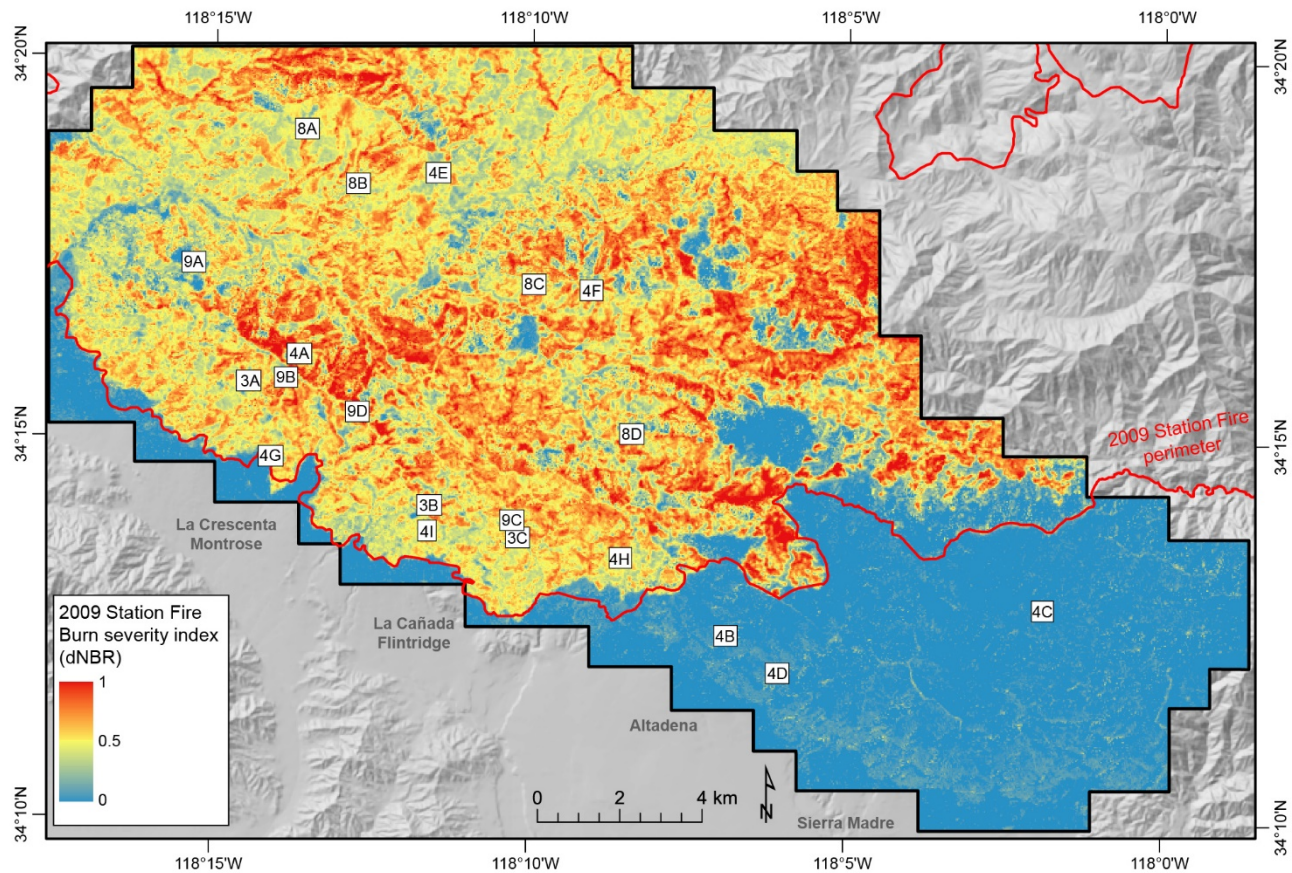 118°15'W 118°10'W 118°5'W 118°0'W
34°20'N 34°20'N
8A
4E
8B
9A
8C
4F
4A
9B
3A
9D
8D
34°15'N 34°15'N
2009 Station Fire
perimeter
4G
3B
9C
4I
3C
4H
La Crescenta
Montrose
2009 Station Fire
Burn severity index
(dNBR)
1
0.5
0
La Cañada
Flintridge
4C
4B
4D
Altadena
0 2 4 km
N
Sierra Madre
34°10'N 34°10'N
118°15'W 118°10'W 118°5'W 118°0'W